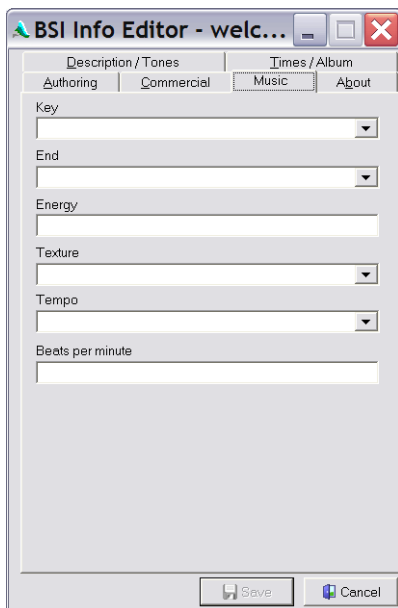 BSI Info Editor - welc...
Description / Tones Times / Album
Authoring Commercial Music About
Key
End
Energy
Texture
Tempo
Beats per minute
Save Cancel